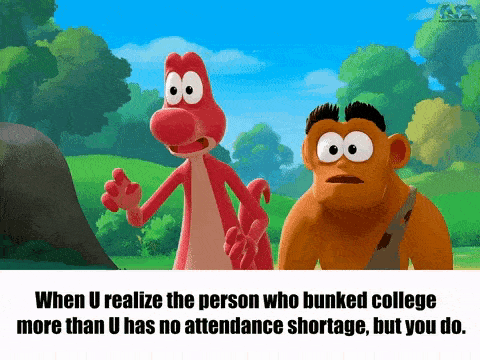 When U realize the person who bunked college
more than U has no attendance shortage, but you do.